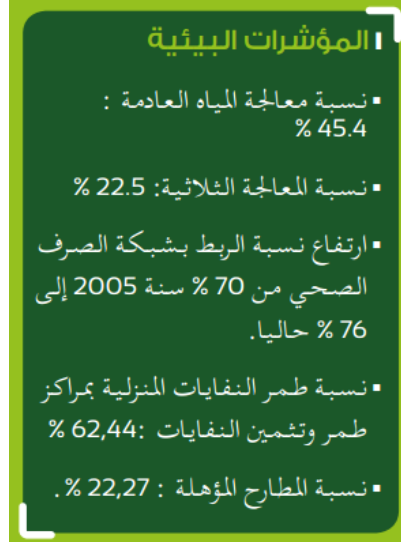 المؤشرات البيئية
▪ نسبة معالجة المياه العادمة :
45.4 %
▪ نسبة المعالجة الثلاثية: 22.5 %
▪ ارتفاع نسبة الربط بشبكة الصرف
الصحي من 70 % سنة 2005 إلى
76 % حاليا.
▪ نسبة طمر النفايات المنزلية بمراكز
طمر وتثمين النفايات :62,44 %
▪ نسبة المطارح المؤهلة : 22,27 %.